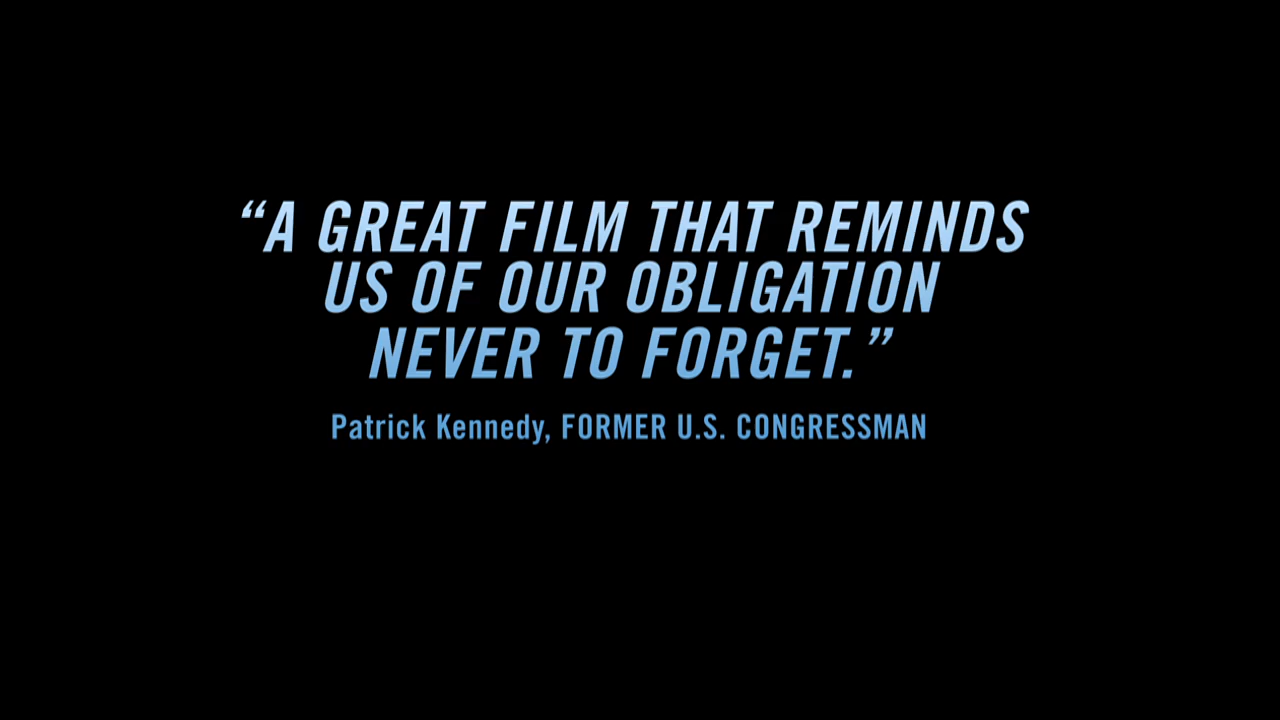 “A GREAT FILM THAT REMINDS
US OF OUR OBLIGATION
NEVER TO FORGET.”
Patrick Kennedy, FORMER U.S. CONGRESSMAN